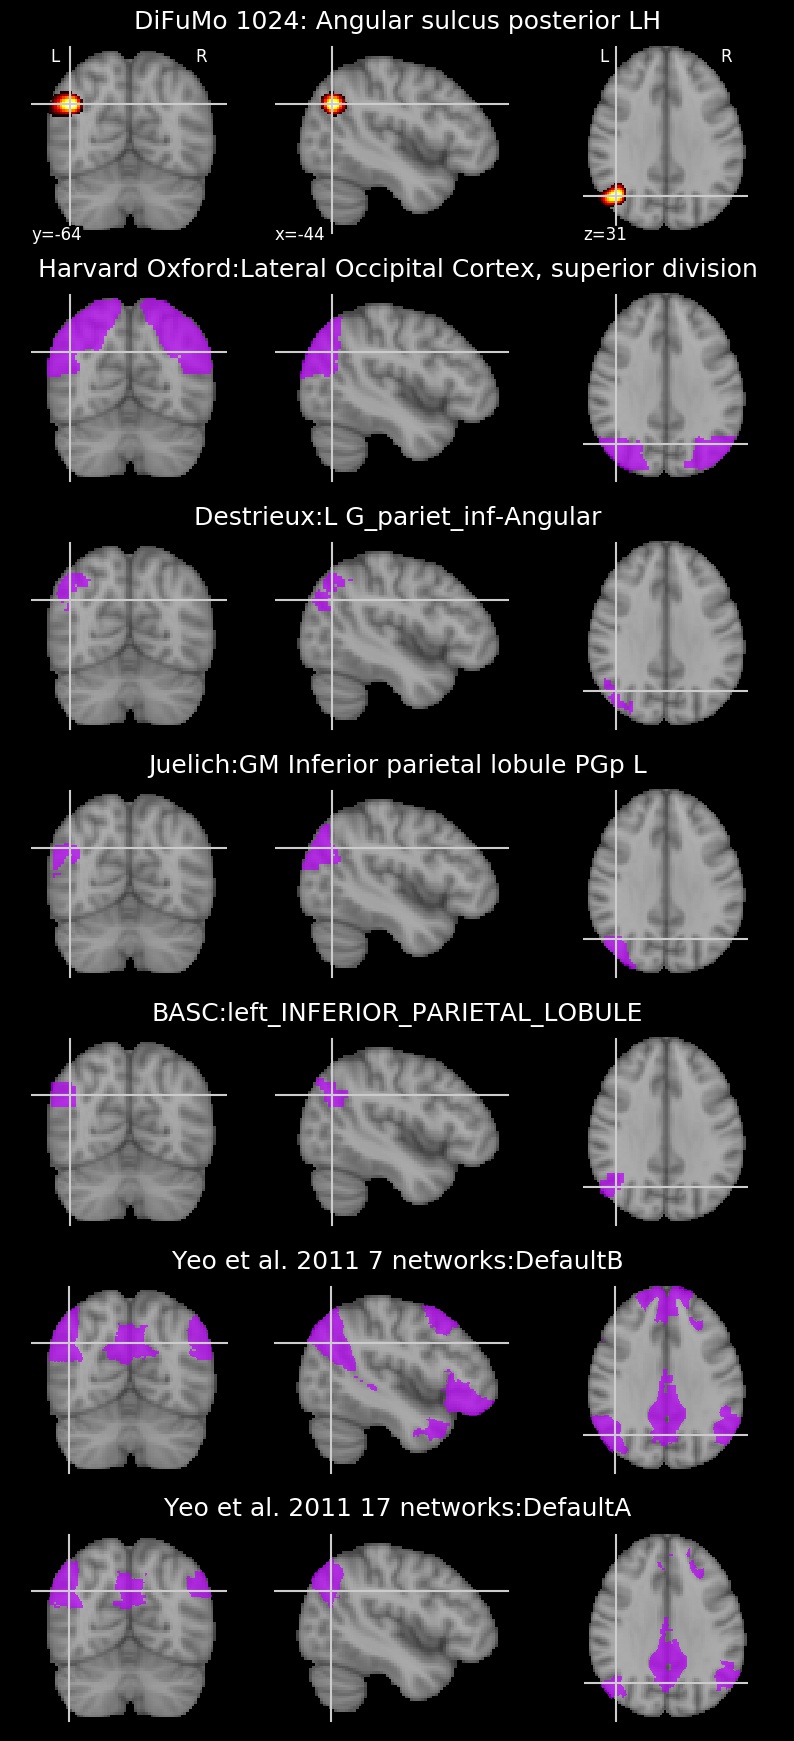 DiFuMo 1024: Angular sulcus posterior LH
L R L R
y=-64 x=-44 z=31
Harvard Oxford:Lateral Occipital Cortex, superior division
Destrieux:L G_pariet_inf-Angular
Juelich:GM Inferior parietal lobule PGp L
BASC:left_INFERIOR_PARIETAL_LOBULE
Yeo et al. 2011 7 networks:DefaultB
Yeo et al. 2011 17 networks:DefaultA